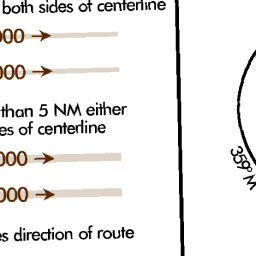 both sides of centerline
000
000
than 5 NM either
es of centerline
000
000
es direction of route
359° M